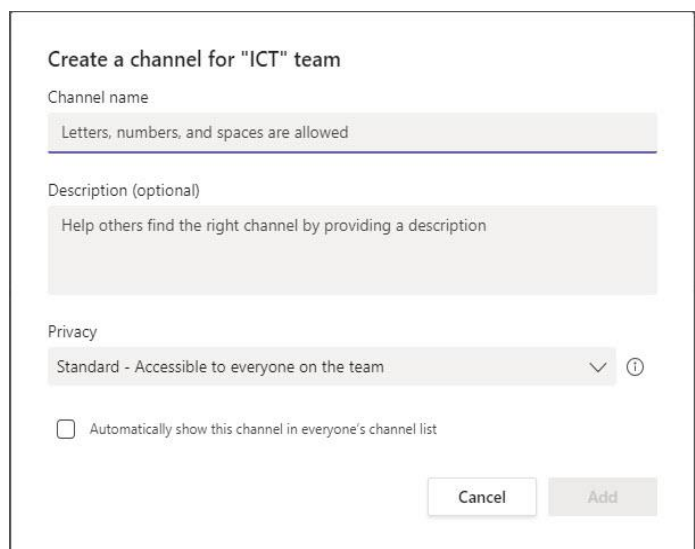 Create a channel for "ICT" team
Channel name
Letters, numbers, and spaces are allowed
Description (optional)
Help others find the right channel by providing a description
Privacy
Standard - Accessible to everyone on the team
Automatically show this channel in everyone's channel list
Cancel
Add